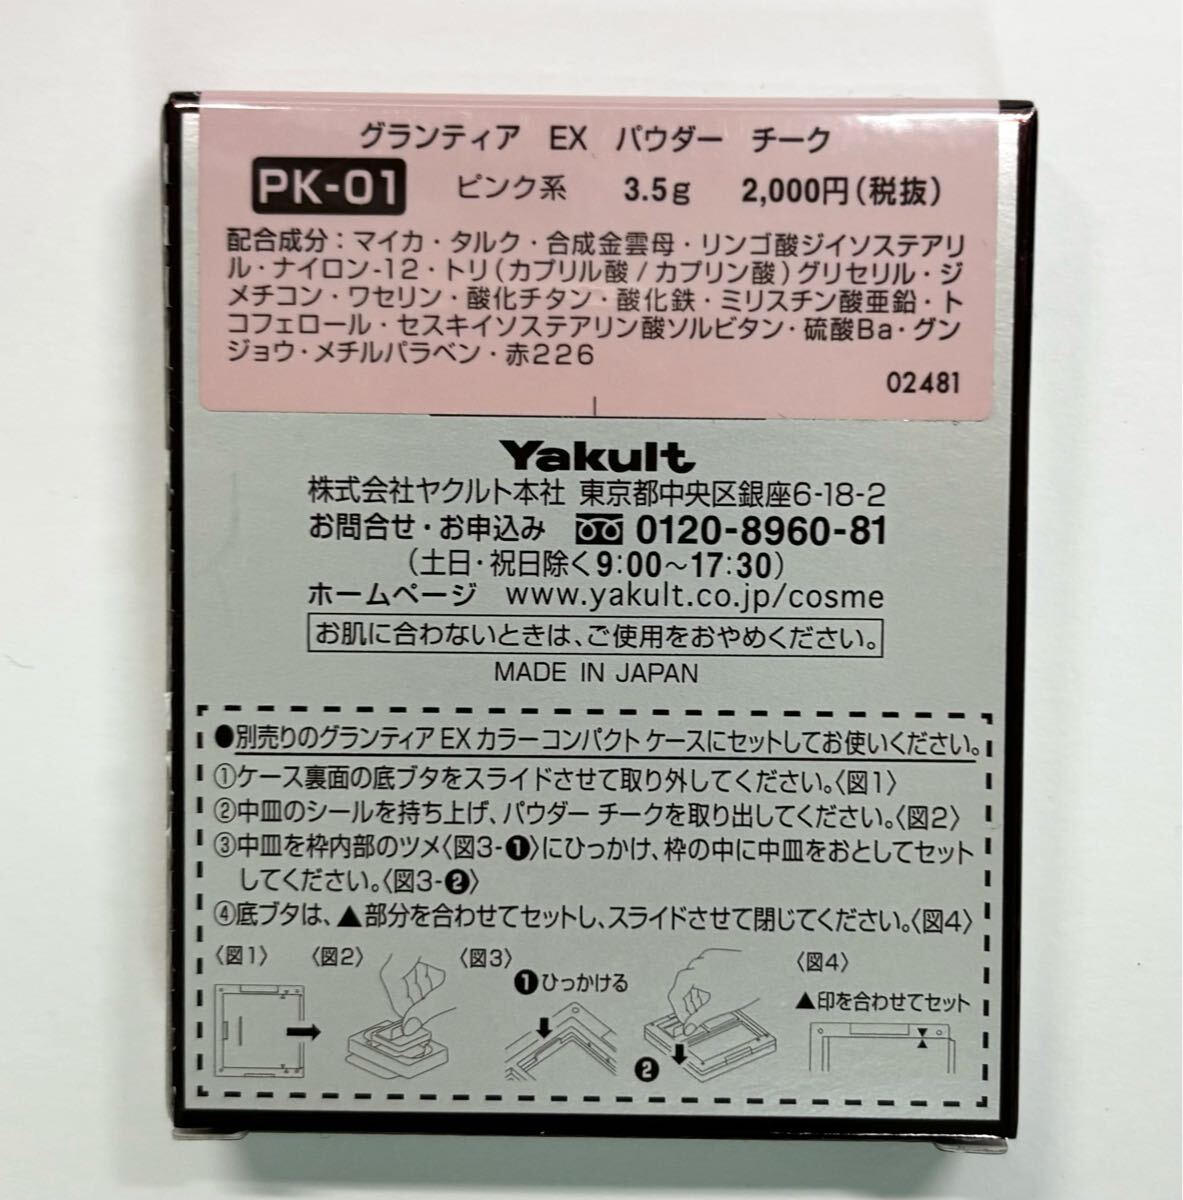 グランティア EX パウダー チーク
PK-01 ピンク系 3.5g 2,000円(税抜)
配合成分:マイカ・タルク・合成金雲母・リンゴ酸ジイソステアリ
ル・ナイロン-12・トリ(カプリル酸/カプリン酸)グリセリル・ジ
メチコン・ワセリン・酸化チタン・酸化鉄・ミリスチン酸亜鉛・ト
コフェロール・セスキイソステアリン酸ソルビタン・硫酸Ba・グン
ジョウ・メチルパラベン・赤226
02481
Yakult
株式会社ヤクルト本社 東京都中央区銀座6-18-2
お問合せ・お申込み 0120-8960-81
(土日・祝日除く9:00～17:30)
ホームページ www.yakult.co.jp/cosme
お肌に合わないときは、ご使用をおやめください。
MADE IN JAPAN
●別売りのグランティア EX カラー コンパクト ケースにセットしてお使いください。
①ケース裏面の底ブタをスライドさせて取り外してください。〈図1〉
②中皿のシールを持ち上げ、パウダー チークを取り出してください。〈図2〉
③中皿を枠内部のツメ〈図3-❶〉にひっかけ、枠の中に中皿をおとしてセット
してください。〈図3-❷〉
④底ブタは、▲部分を合わせてセットし、スライドさせて閉じてください。〈図4〉
〈図1〉 〈図2〉 〈図3〉 〈図4〉
❶ひっかける
▲印を合わせてセット
❷